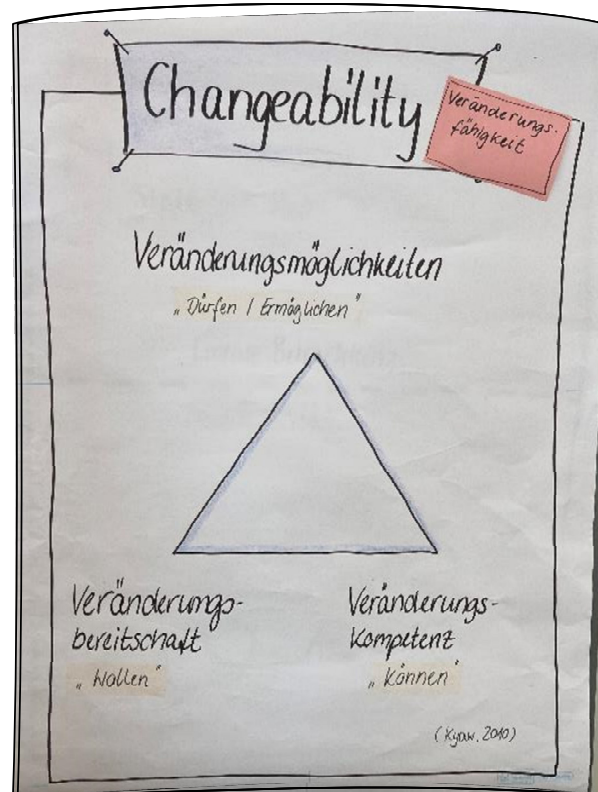 Changeability
Veränderungs-
fähigkeit
Veränderungsmöglichkeiten
„Dürfen / Ermöglichen"
Veränderungs-
bereitschaft
„Wollen"
Veränderungs-
kompetenz
„Können"
(Kyaw, 2010)